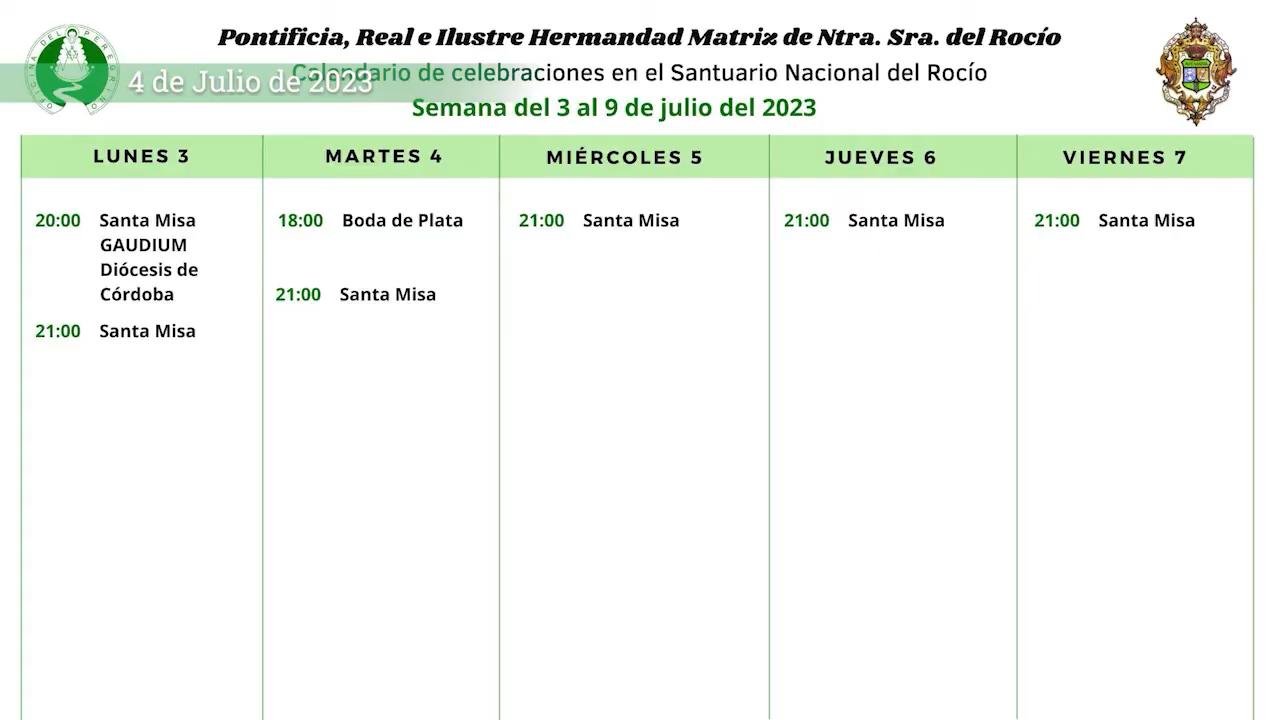 Pontificia, Real e Ilustre Hermandad Matriz de Ntra. Sra. del Rocío
Calendario de celebraciones en el Santuario Nacional del Rocío
4 de Julio de 2023
Semana del 3 al 9 de julio del 2023
OFICINA DEL PEREGRINO
LUNES 3
20:00 Santa Misa
GAUDIUM
Diócesis de
Córdoba
21:00 Santa Misa
MARTES 4
18:00 Boda de Plata
21:00 Santa Misa
MIÉRCOLES 5
21:00 Santa Misa
JUEVES 6
21:00 Santa Misa
VIERNES 7
21:00 Santa Misa